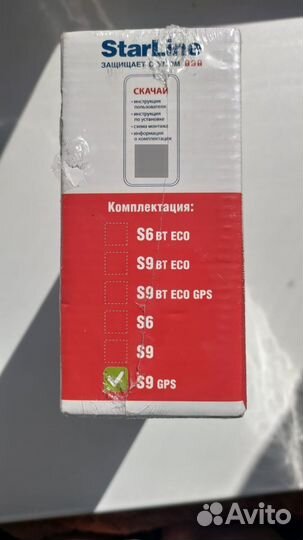 StarLine
ЗАЩИЩАЕТ С УМОМ
СКАЧАЙ
• инструкция
пользователя
• инструкция
по установке
• схема монтажа
• информация
о комплектации
Комплектация:
S6 BT ECO
S9 BT ECO
S9 BT ECO GPS
S6
S9
S9 GPS
Avito